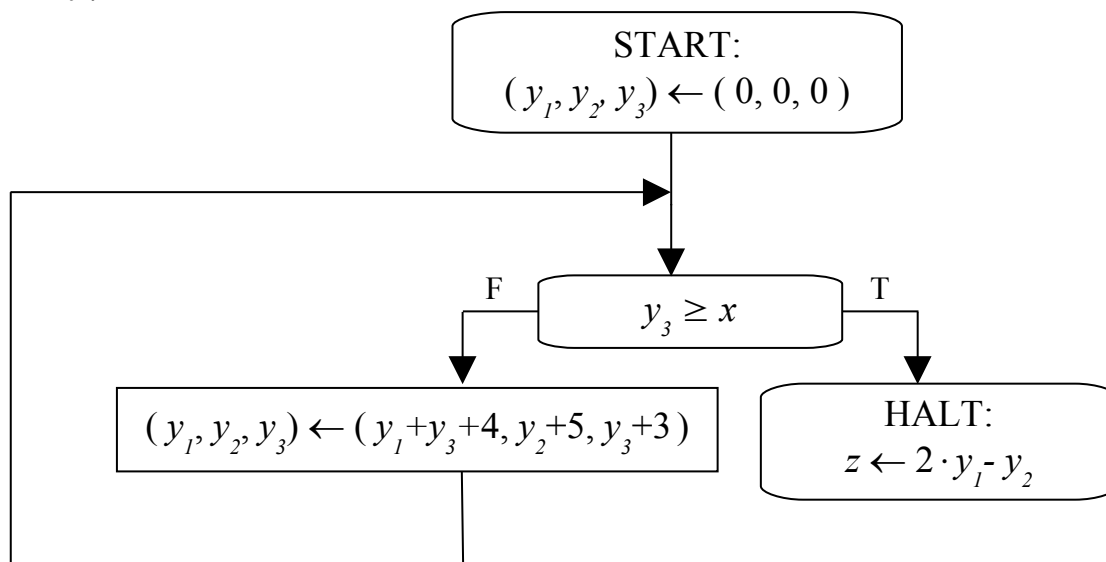 START:
( y₁, y₂, y₃) ← ( 0, 0, 0 )
F
y₃ ≥ x
T
( y₁, y₂, y₃) ← ( y₁+y₃+4, y₂+5, y₃+3 )
HALT:
z ← 2 · y₁- y₂